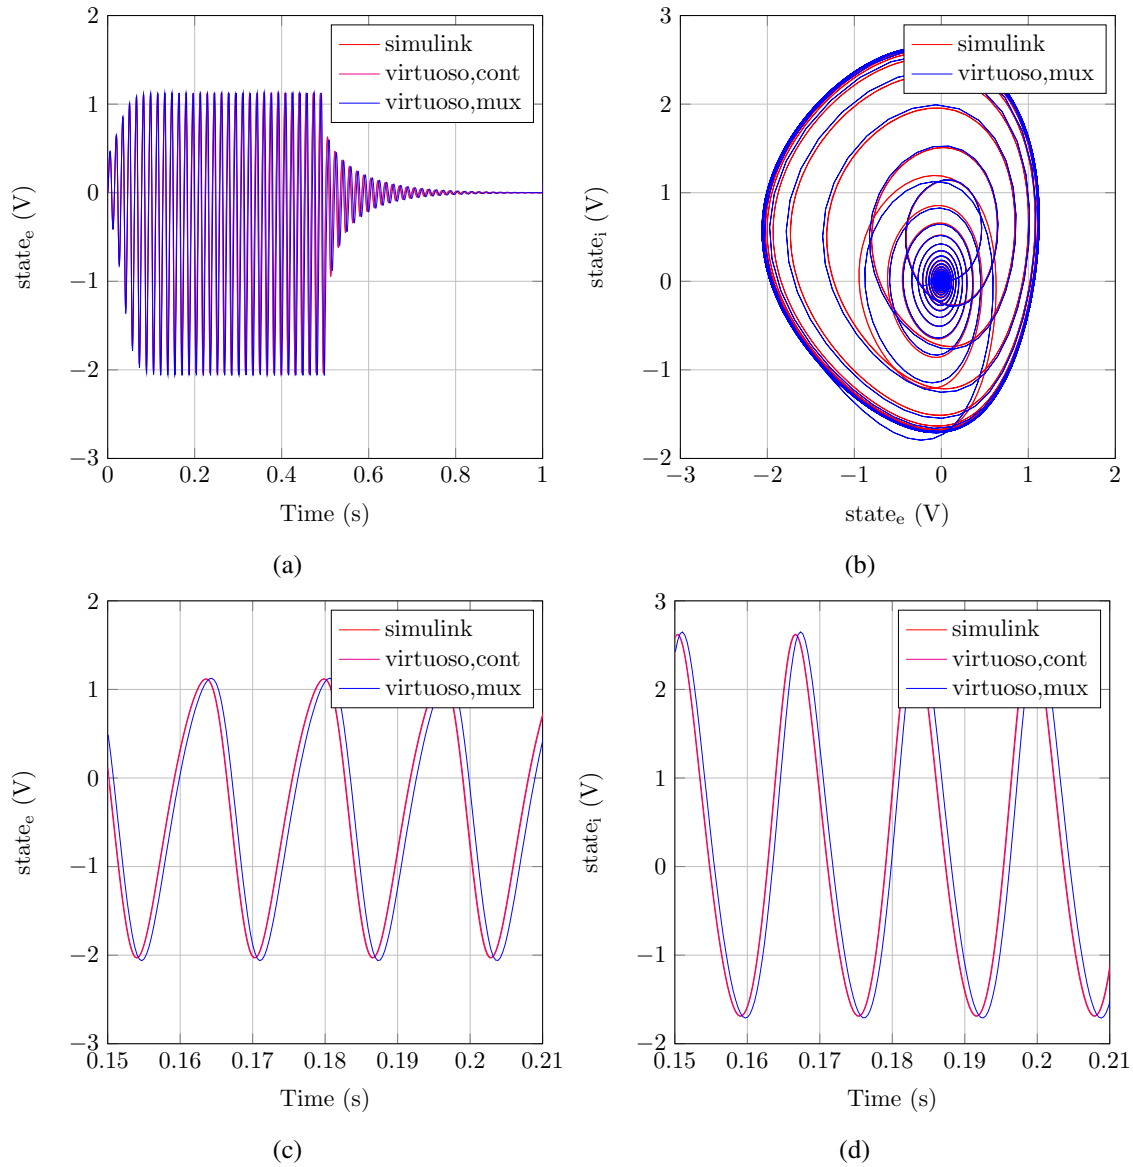 2
1
0
−1
−2
−3
0
0.2
0.4
0.6
0.8
1
Time (s)
state_e (V)
simulink
virtuoso,cont
virtuoso,mux
(a)
3
2
1
0
−1
−2
−3
−2
−1
0
1
2
state_e (V)
state_i (V)
simulink
virtuoso,mux
(b)
2
1
0
−1
−2
−3
0.15
0.16
0.17
0.18
0.19
0.2
0.21
Time (s)
state_e (V)
simulink
virtuoso,cont
virtuoso,mux
(c)
3
2
1
0
−1
−2
0.15
0.16
0.17
0.18
0.19
0.2
0.21
Time (s)
state_i (V)
simulink
virtuoso,cont
virtuoso,mux
(d)